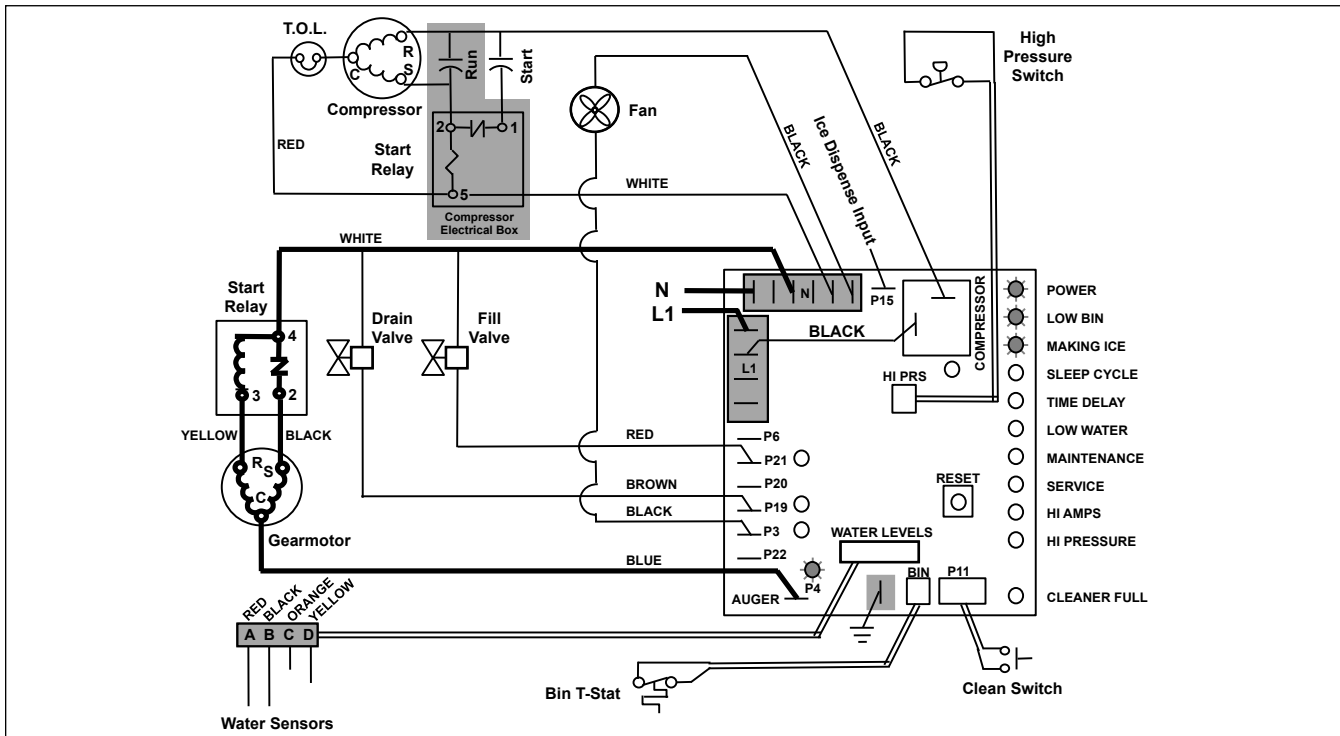 T.O.L.
C
R
S
Compressor
Run
Start
2
1
5
Start
Relay
Compressor
Electrical Box
RED
Fan
WHITE
BLACK
Ice Dispense Input
BLACK
High
Pressure
Switch
WHITE
Start
Relay
4
3
2
YELLOW
BLACK
R
S
C
Gearmotor
Drain
Valve
Fill
Valve
N
L1
N
P15
COMPRESSOR
BLACK
L1
HI PRS
POWER
LOW BIN
MAKING ICE
SLEEP CYCLE
TIME DELAY
LOW WATER
MAINTENANCE
SERVICE
HI AMPS
HI PRESSURE
CLEANER FULL
RED
BROWN
BLACK
BLUE
P6
P21
P20
P19
P3
P22
P4
AUGER
RESET
WATER LEVELS
BIN
P11
RED
BLACK
ORANGE
YELLOW
A B C D
Water Sensors
Bin T-Stat
Clean Switch